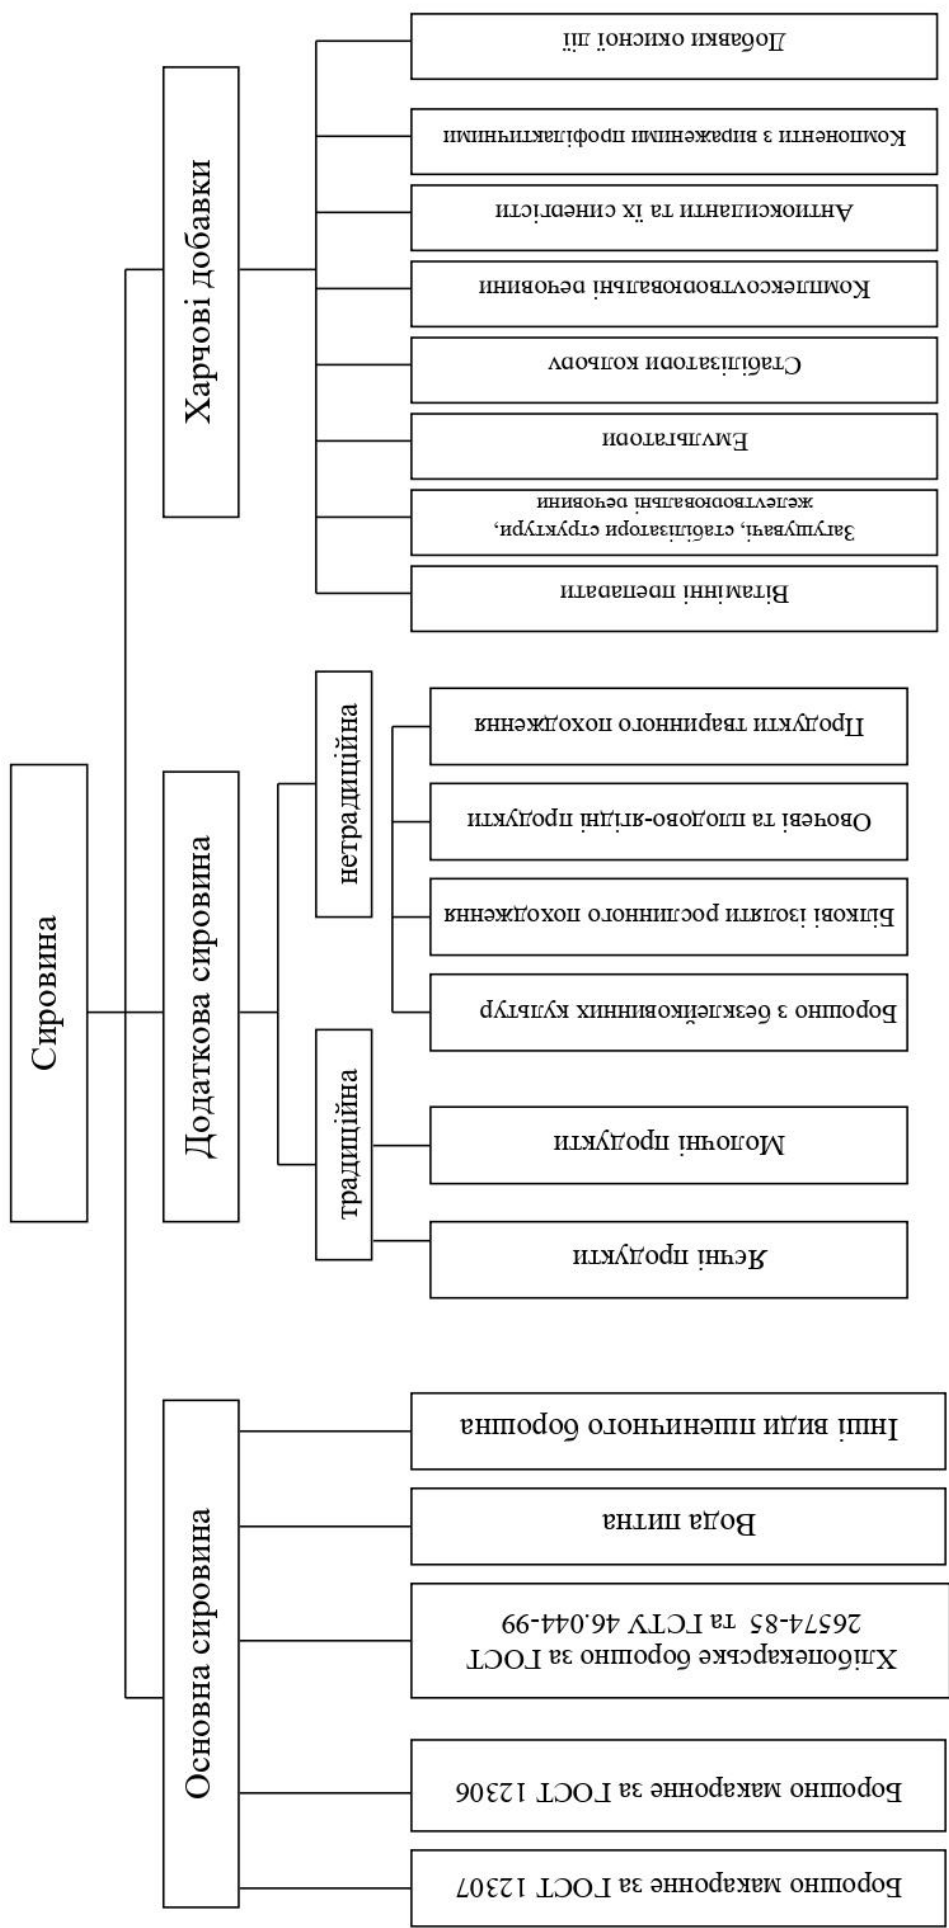 Сировина
Основна сировина
Додаткова сировина
Харчові добавки
традиційна
нетрадиційна
Борошно макаронне за ГОСТ 12307
Борошно макаронне за ГОСТ 12306
Хлібопекарське борошно за ГОСТ
26574-85 та ГСТУ 46.044-99
Вода питна
Інші види пшеничного борошна
Яєчні продукти
Молочні продукти
Борошно з безклейковинних культур
Білкові ізоляти рослинного походження
Овочеві та плодово-ягідні продукти
Продукти тваринного походження
Вітамінні препарати
Загущувачі, стабілізатори структури,
желеутворювальні речовини
Емульгатори
Стабілізатори кольору
Комплексоутворювальні речовини
Антиоксиданти та їх синергісти
Компоненти з вираженими профілактичними
Добавки окисної дії